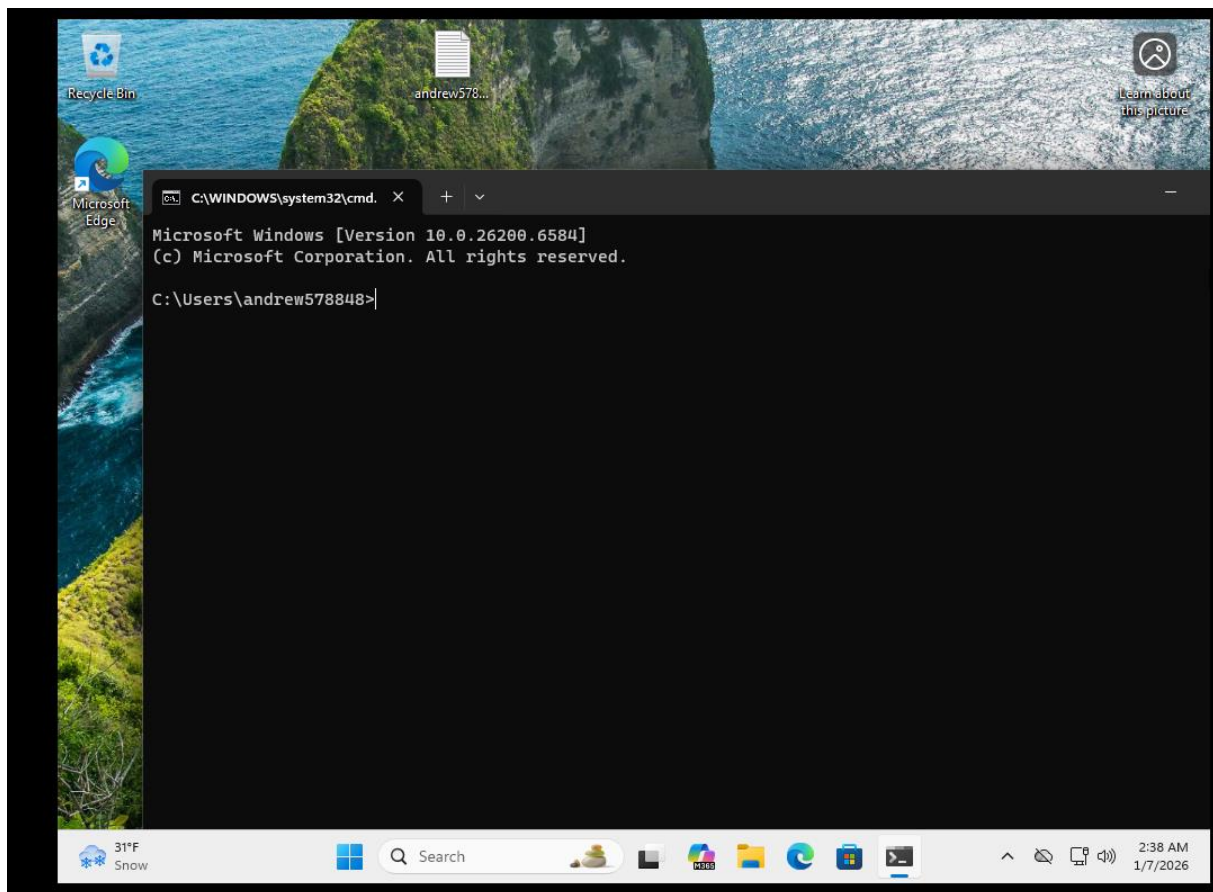 Recycle Bin
andrew578...
Learn about
this picture
Microsoft
Edge
C:\WINDOWS\system32\cmd.
Microsoft Windows [Version 10.0.26200.6584]
(c) Microsoft Corporation. All rights reserved.
C:\Users\andrew578848>
31°F
Snow
Search
M365
2:38 AM
1/7/2026